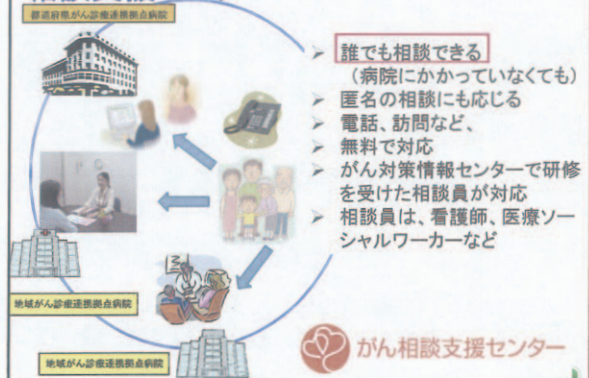 都道府県がん診療連携拠点病院
誰でも相談できる
（病院にかかっていなくても）
匿名の相談にも応じる
電話、訪問など、
無料で対応
がん対策情報センターで研修
を受けた相談員が対応
相談員は、看護師、医療ソー
シャルワーカーなど
地域がん診療連携拠点病院
地域がん診療連携拠点病院
がん相談支援センター